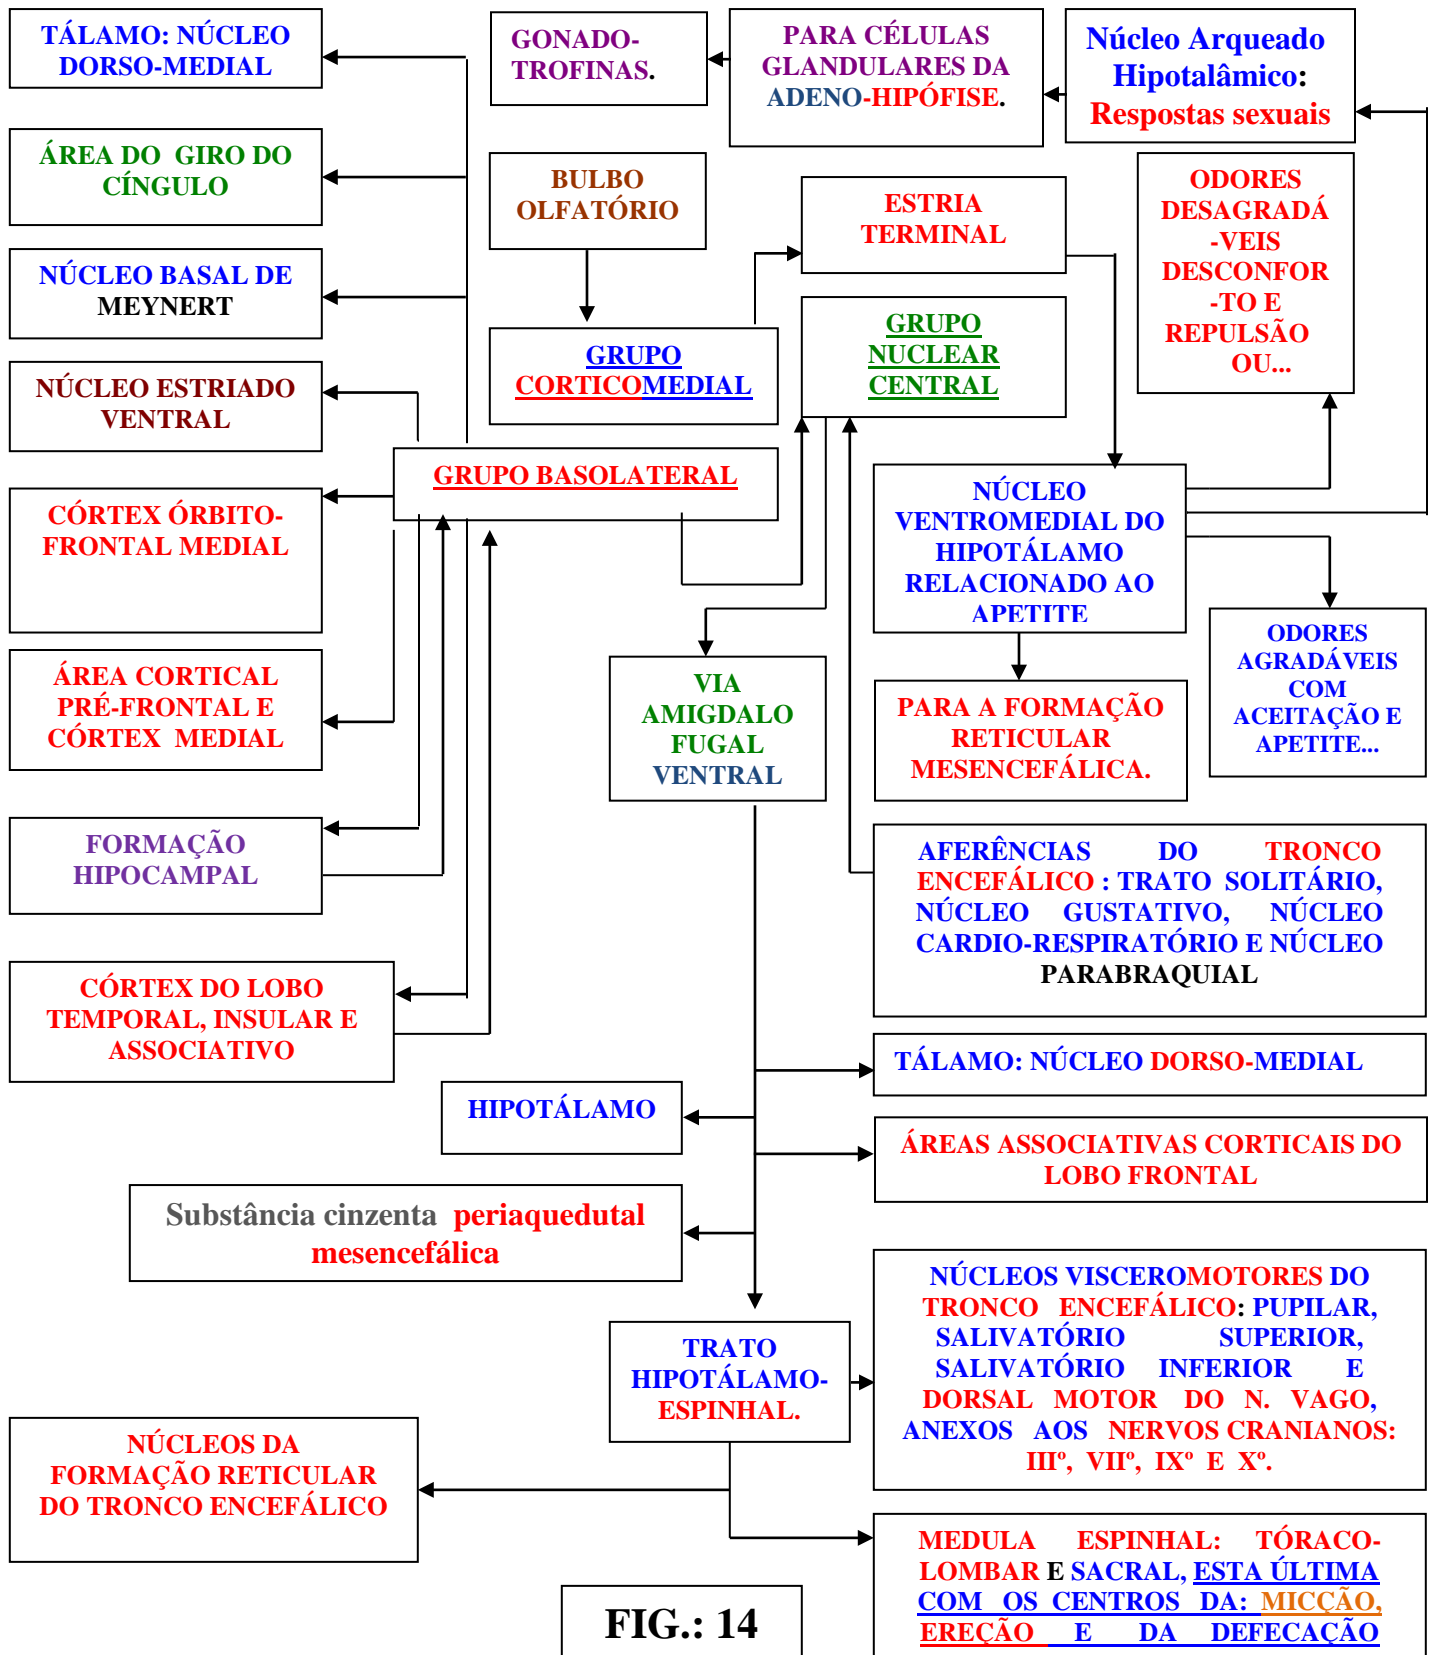 TÁLAMO: NÚCLEO
DORSO-MEDIAL
GONADO-
TROFINAS.
PARA CÉLULAS
GLANDULARES DA
ADENO-HIPÓFISE.
Núcleo Arqueado
Hipotalâmico:
Respostas sexuais
ÁREA DO GIRO DO
CÍNGULO
BULBO
OLFATÓRIO
ESTRIA
TERMINAL
ODORES
DESAGRADÁ
-VEIS
DESCONFOR
-TO E
REPULSÃO
OU...
NÚCLEO BASAL DE
MEYNERT
GRUPO
CORTICOMEDIAL
GRUPO
NUCLEAR
CENTRAL
NÚCLEO ESTRIADO
VENTRAL
GRUPO BASOLATERAL
NÚCLEO
VENTROMEDIAL DO
HIPOTÁLAMO
RELACIONADO AO
APETITE
CÓRTEX ÓRBITO-
FRONTAL MEDIAL
ODORES
AGRADÁVEIS
COM
ACEITAÇÃO E
APETITE...
ÁREA CORTICAL
PRÉ-FRONTAL E
CÓRTEX MEDIAL
VIA
AMIGDALO
FUGAL
VENTRAL
PARA A FORMAÇÃO
RETICULAR
MESENCEFÁLICA.
FORMAÇÃO
HIPOCAMPAL
AFERÊNCIAS DO TRONCO
ENCEFÁLICO : TRATO SOLITÁRIO,
NÚCLEO GUSTATIVO, NÚCLEO
CARDIO-RESPIRATÓRIO E NÚCLEO
PARABRAQUIAL
CÓRTEX DO LOBO
TEMPORAL, INSULAR E
ASSOCIATIVO
TÁLAMO: NÚCLEO DORSO-MEDIAL
HIPOTÁLAMO
ÁREAS ASSOCIATIVAS CORTICAIS DO
LOBO FRONTAL
Substância cinzenta periaquedutal
mesencefálica
NÚCLEOS VISCEROMOTORES DO
TRONCO ENCEFÁLICO: PUPILAR,
SALIVATÓRIO SUPERIOR,
SALIVATÓRIO INFERIOR E
DORSAL MOTOR DO N. VAGO,
ANEXOS AOS NERVOS CRANIANOS:
IIIº, VIIº, IXº E Xº.
TRATO
HIPOTÁLAMO-
ESPINHAL.
NÚCLEOS DA
FORMAÇÃO RETICULAR
DO TRONCO ENCEFÁLICO
MEDULA ESPINHAL: TÓRACO-
LOMBAR E SACRAL, ESTA ÚLTIMA
COM OS CENTROS DA: MICÇÃO,
EREÇÃO E DA DEFECAÇÃO
FIG.: 14